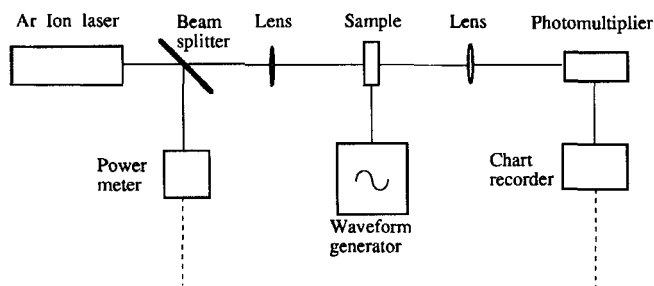 Ar Ion laser
Beam
splitter
Lens
Sample
Lens
Photomultiplier
Power
meter
Waveform
generator
Chart
recorder